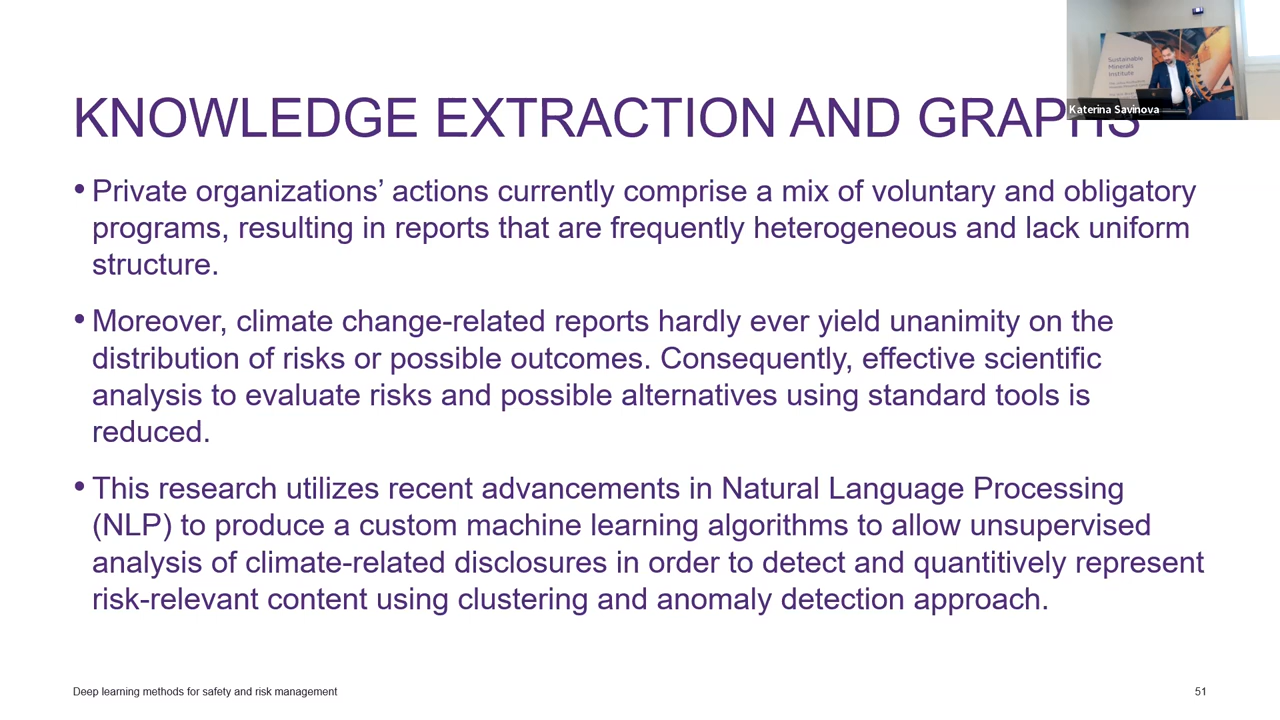 Sustainable
Minerals
Institute
Katerina Savinova
KNOWLEDGE EXTRACTION AND GRAPHS
• Private organizations’ actions currently comprise a mix of voluntary and obligatory
programs, resulting in reports that are frequently heterogeneous and lack uniform
structure.
• Moreover, climate change-related reports hardly ever yield unanimity on the
distribution of risks or possible outcomes. Consequently, effective scientific
analysis to evaluate risks and possible alternatives using standard tools is
reduced.
• This research utilizes recent advancements in Natural Language Processing
(NLP) to produce a custom machine learning algorithms to allow unsupervised
analysis of climate-related disclosures in order to detect and quantitively represent
risk-relevant content using clustering and anomaly detection approach.
Deep learning methods for safety and risk management
51